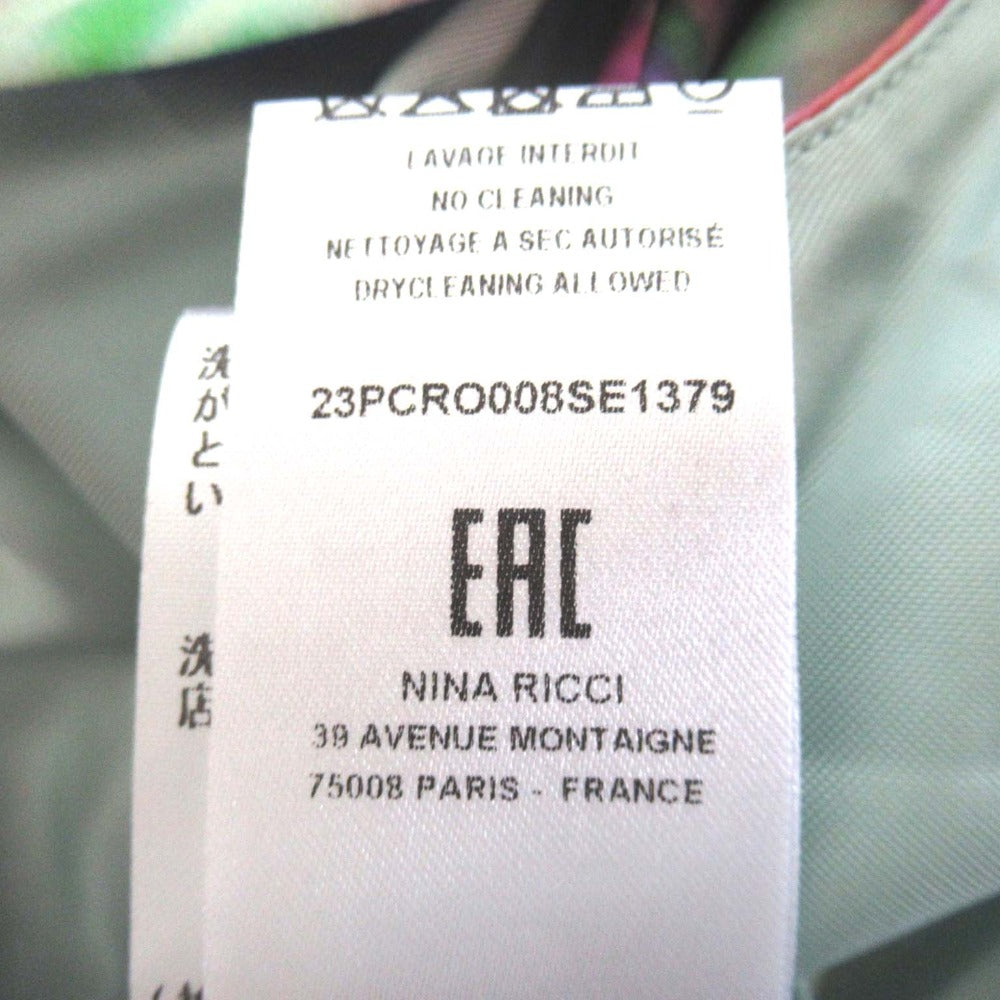 LAVAGE INTERDIT
NO CLEANING
NETTOYAGE A SEC AUTORISÉ
DRYCLEANING ALLOWED
23PCRO008SE1379
EAC
NINA RICCI
39 AVENUE MONTAIGNE
75008 PARIS - FRANCE
洗
が
と
い
洗
店